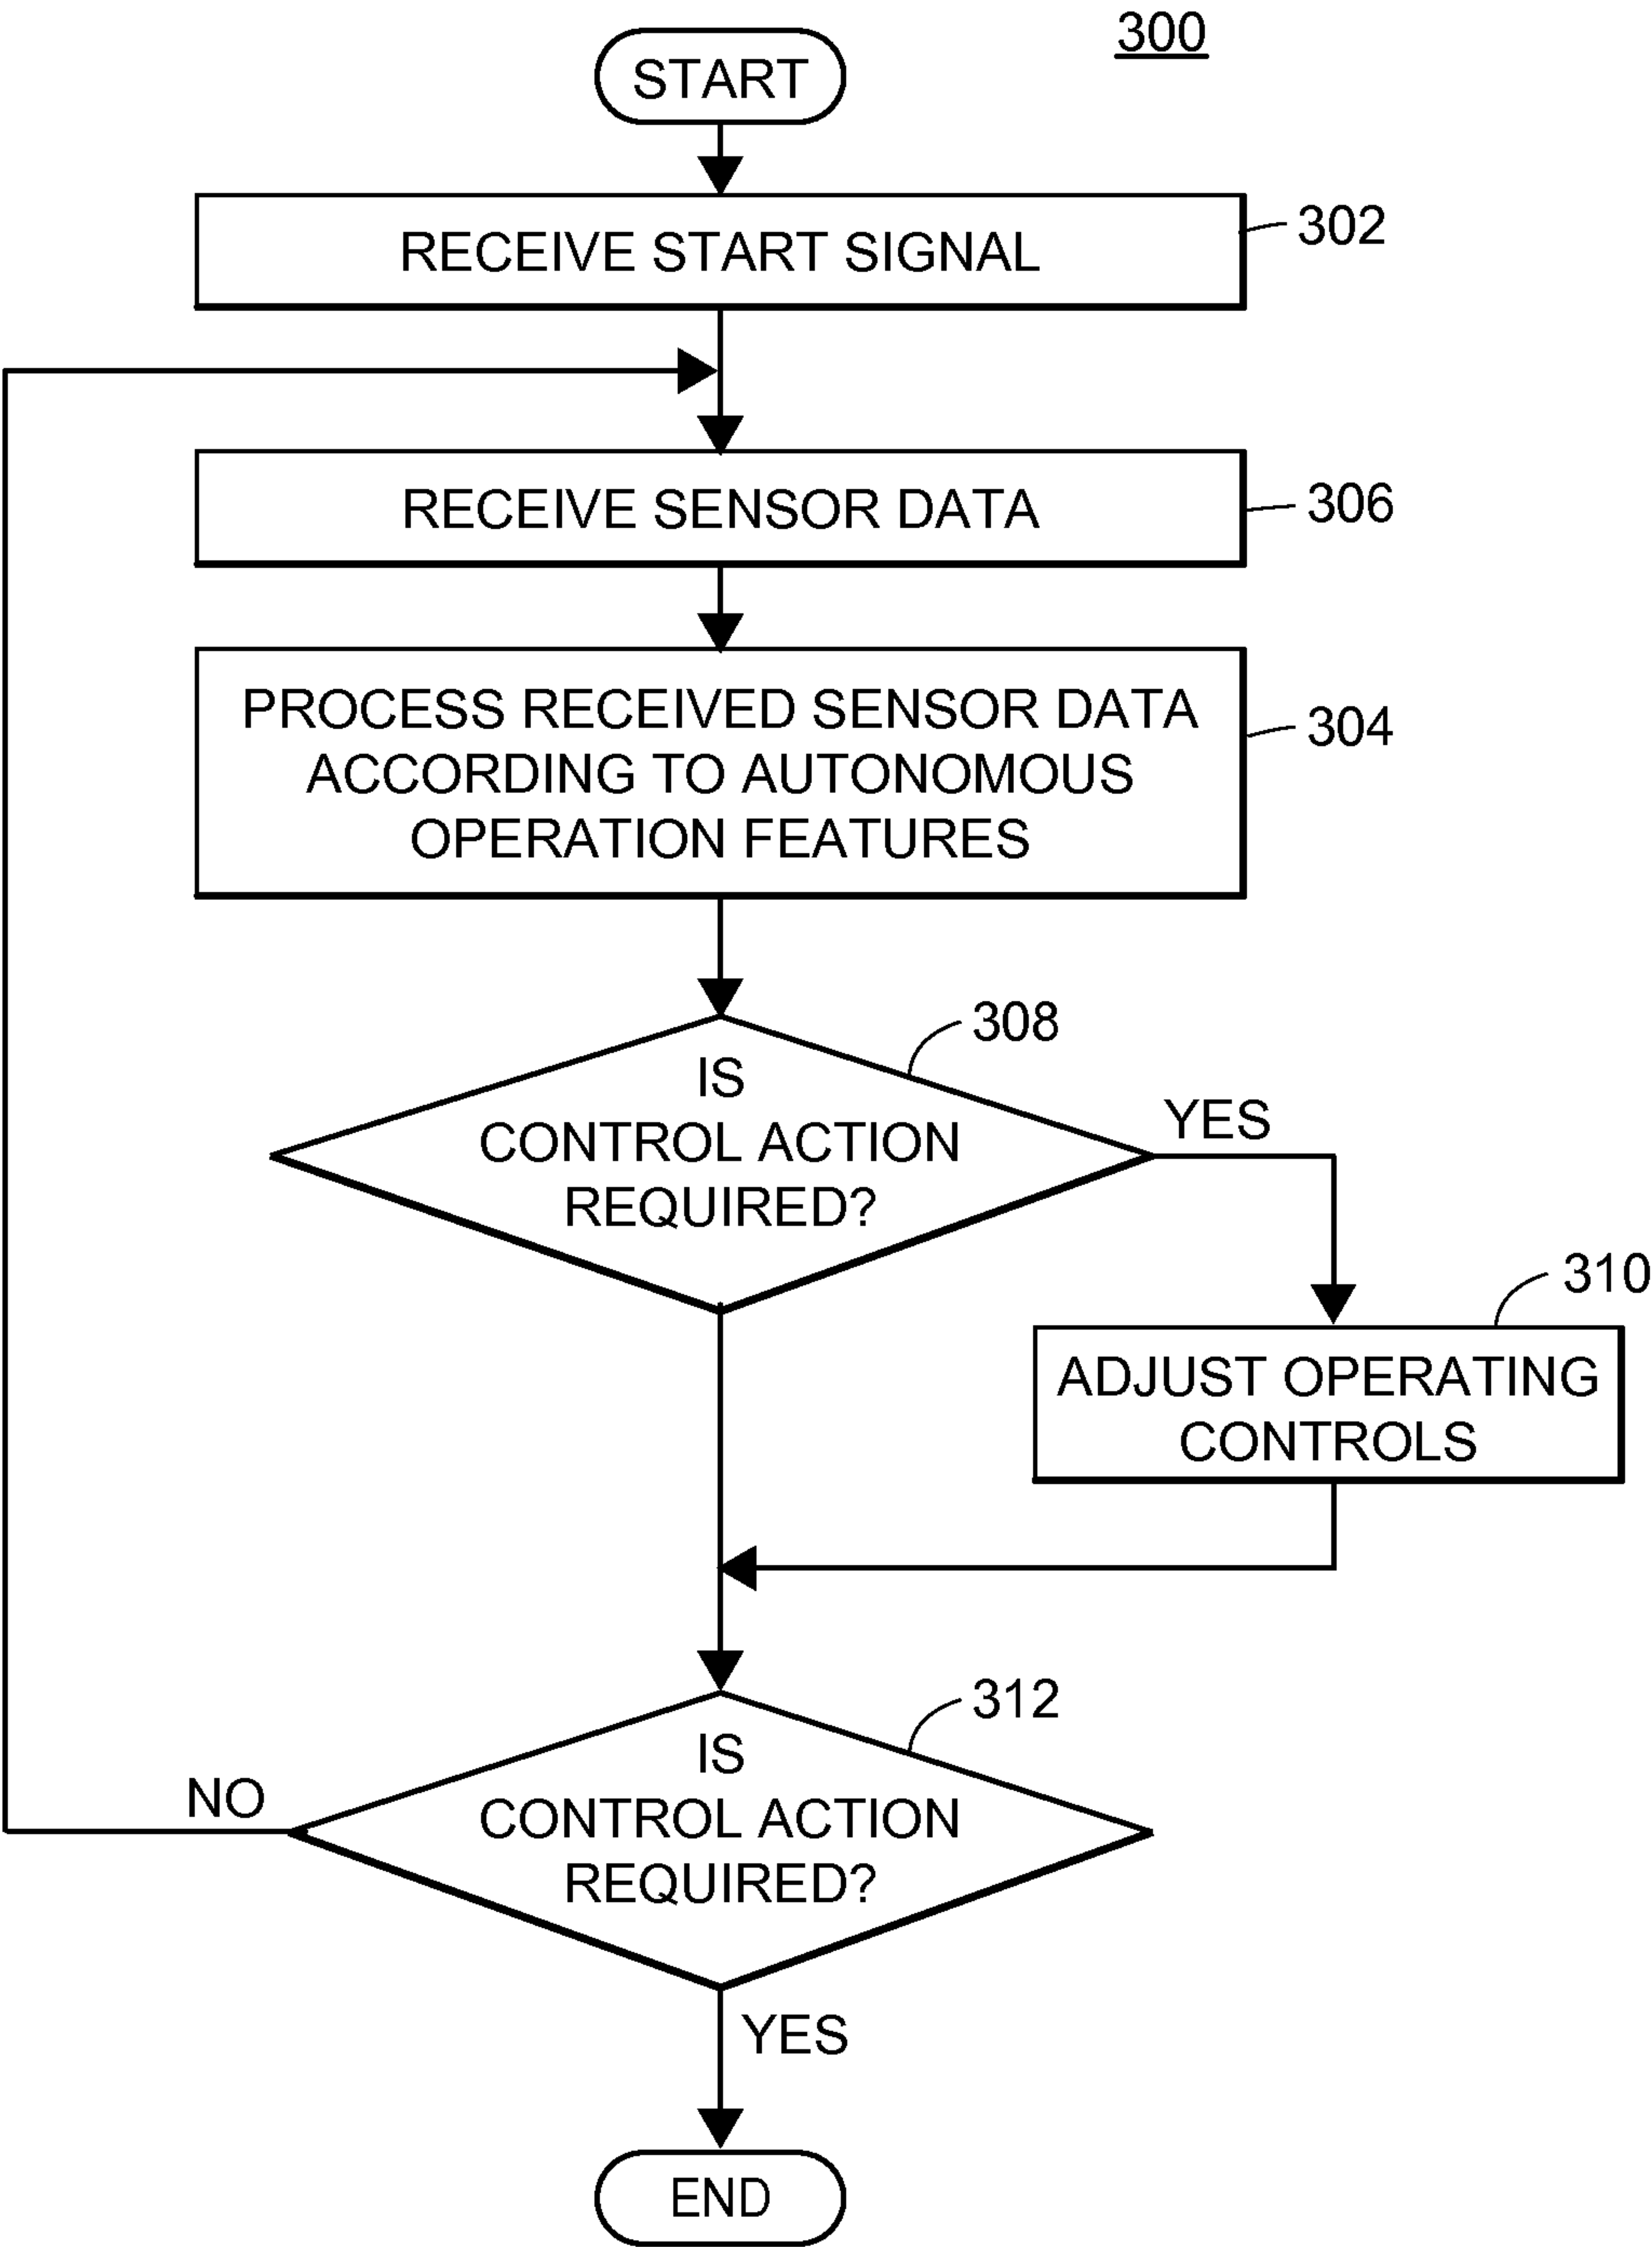 300
START
RECEIVE START SIGNAL
302
RECEIVE SENSOR DATA
306
PROCESS RECEIVED SENSOR DATA
ACCORDING TO AUTONOMOUS
OPERATION FEATURES
304
308
IS
CONTROL ACTION
REQUIRED?
YES
310
ADJUST OPERATING
CONTROLS
312
IS
CONTROL ACTION
REQUIRED?
NO
YES
END